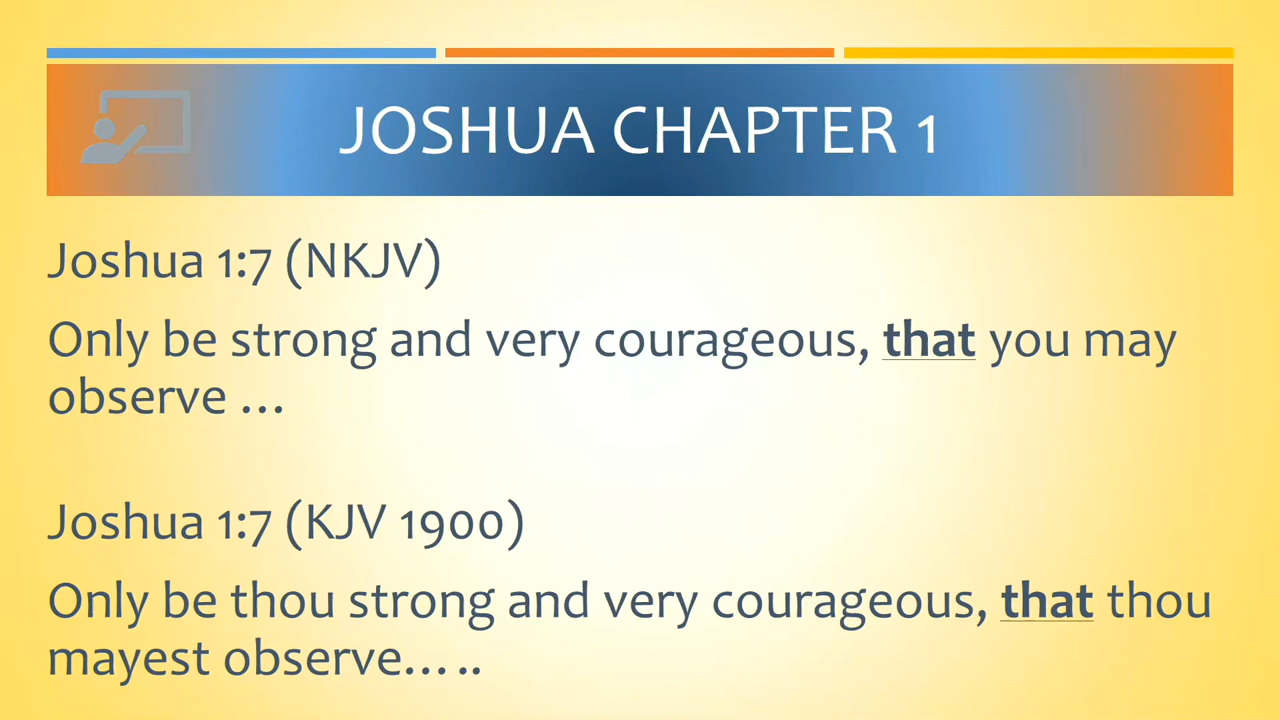 JOSHUA CHAPTER 1
Joshua 1:7 (NKJV)
Only be strong and very courageous, that you may
observe …
Joshua 1:7 (KJV 1900)
Only be thou strong and very courageous, that thou
mayest observe… ..